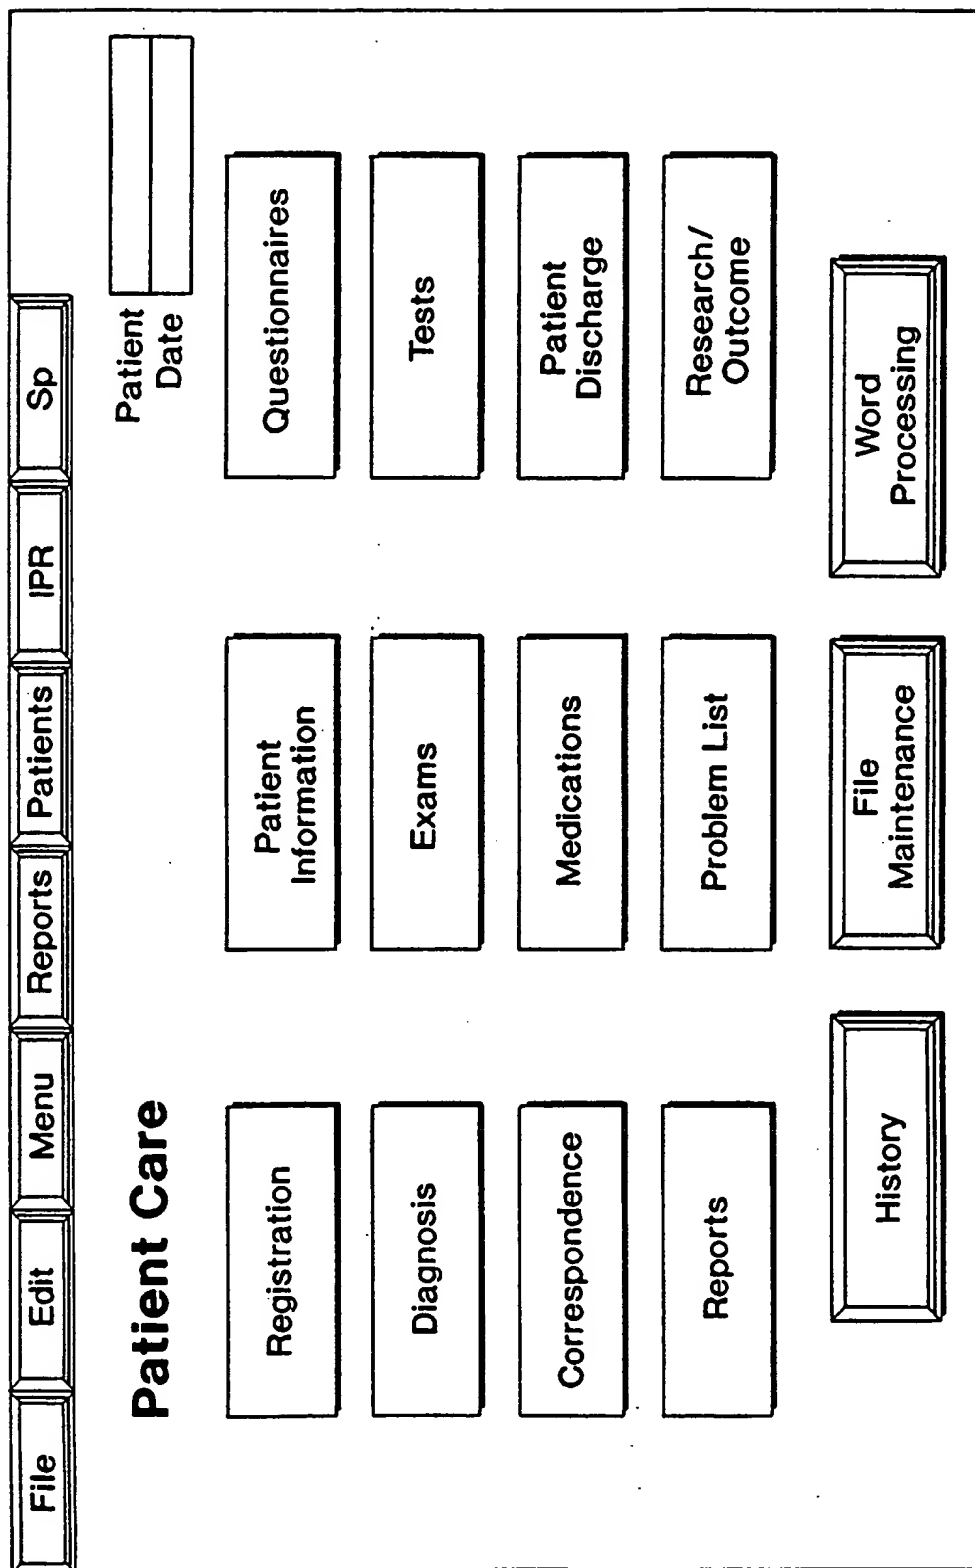 File Edit Menu Reports Patients IPR Sp
Patient Care
Patient
Date
Registration
Patient
Information
Questionnaires
Diagnosis
Exams
Tests
Correspondence
Medications
Patient
Discharge
Reports
Problem List
Research/
Outcome
History
File
Maintenance
Word
Processing